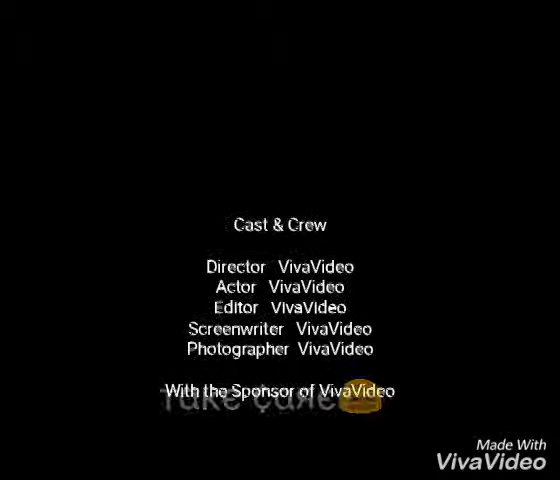 Cast & Crew
Director VivaVideo
Actor VivaVideo
Editor VivaVideo
Screenwriter VivaVideo
Photographer VivaVideo
With the Sponsor of VivaVideo
Made With
VivaVideo